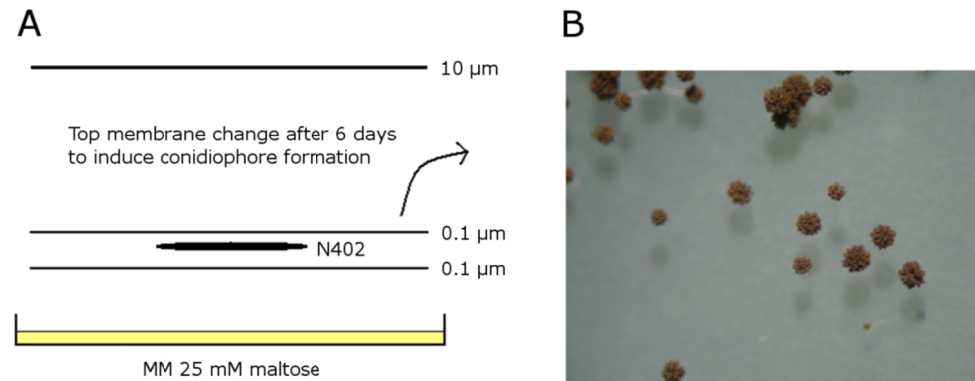 A
B
10 µm
Top membrane change after 6 days
to induce conidiophore formation
0.1 µm
N402
0.1 µm
MM 25 mM maltose